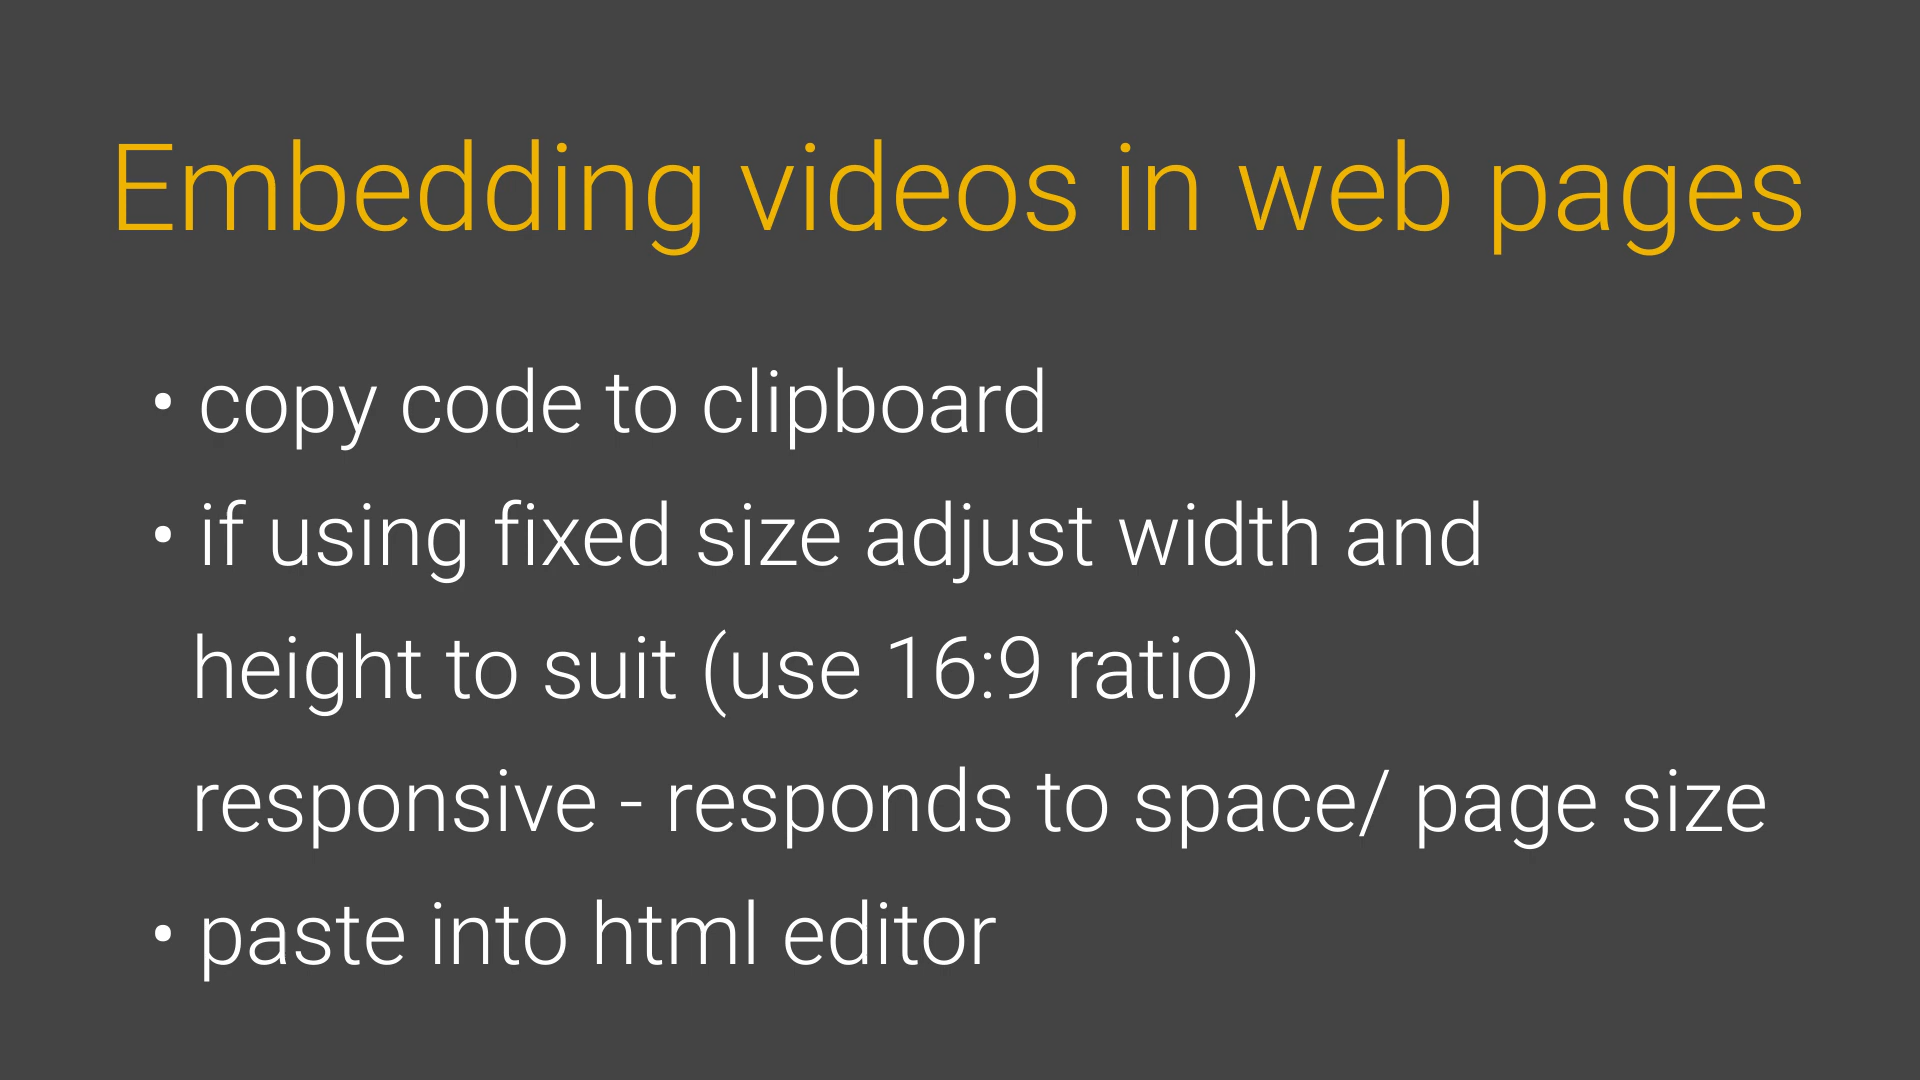 Embedding videos in web pages
• copy code to clipboard
• if using fixed size adjust width and
height to suit (use 16:9 ratio)
responsive - responds to space/ page size
• paste into html editor